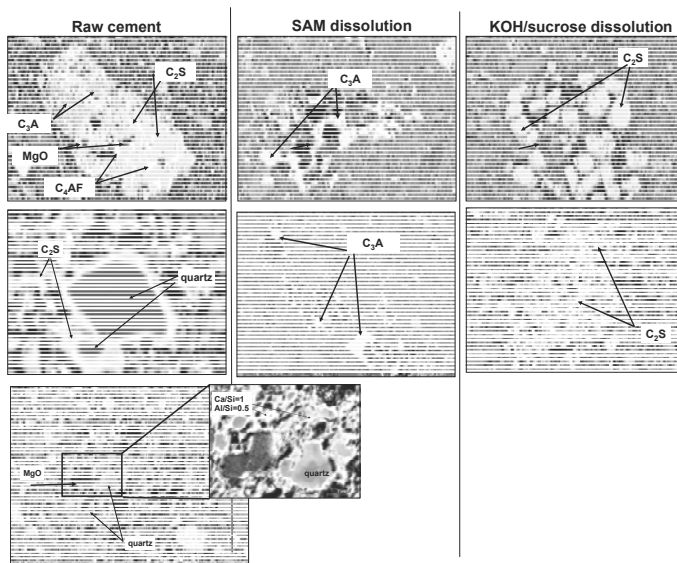 Raw cement
SAM dissolution
KOH/sucrose dissolution
C₂S
C₃A
MgO
C₄AF
C₃A
C₂S
C₂S
quartz
C₃A
C₂S
MgO
quartz
Ca/Si=1
Al/Si=0.5
quartz